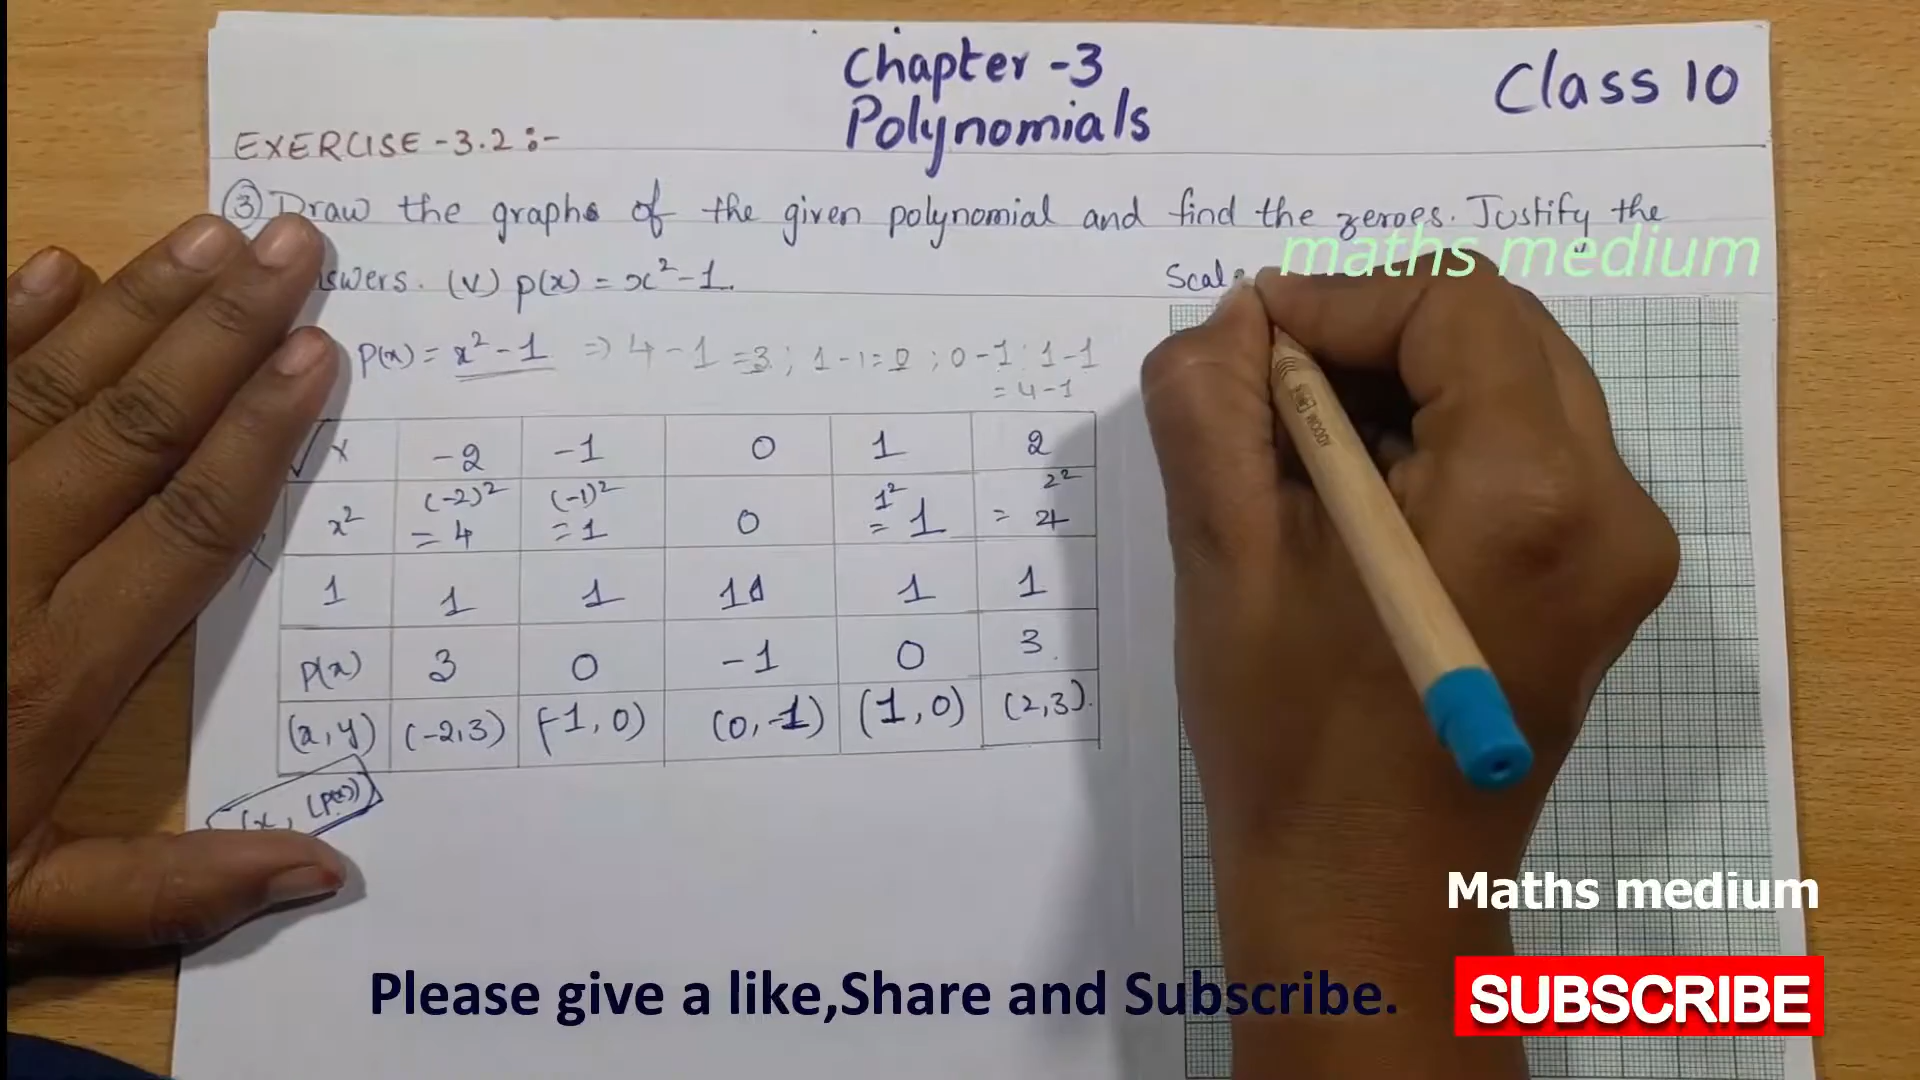 Chapter -3
Class 10
Polynomials
EXERCISE -3.2 :-
③ Draw the graphs of the given polynomial and find the zeroes. Justify the
maths medium
swers. (v) p(x) = x² - 1. Scale
p(x) = x² - 1 => 4 - 1 = 3 ; 1 - 1 = 0 ; 0 - 1 ; 1 - 1
= 4 - 1
x -2 -1 0 1 2
x² (-2)² = 4 (-1)² = 1 0 1² = 1 2² = 4
1 1 1 1 1 1
p(x) 3 0 -1 0 3
(x, y) (-2,3) (-1, 0) (0, -1) (1, 0) (2,3)
(x, (p(x))
WOODY
Maths medium
Please give a like,Share and Subscribe.
SUBSCRIBE